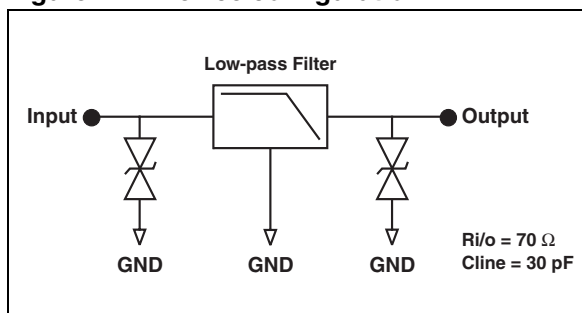 Low-pass Filter
Input
Output
GND
GND
GND
Ri/o = 70 Ω
Cline = 30 pF